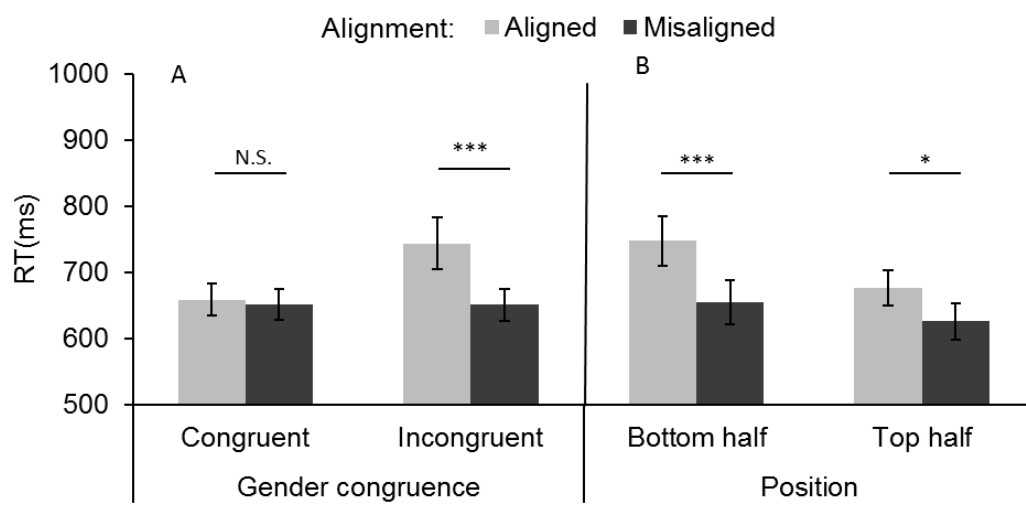 Alignment: Aligned Misaligned
A
B
1000
900
800
700
600
500
RT(ms)
N.S.
***
***
*
Congruent Incongruent Bottom half Top half
Gender congruence Position